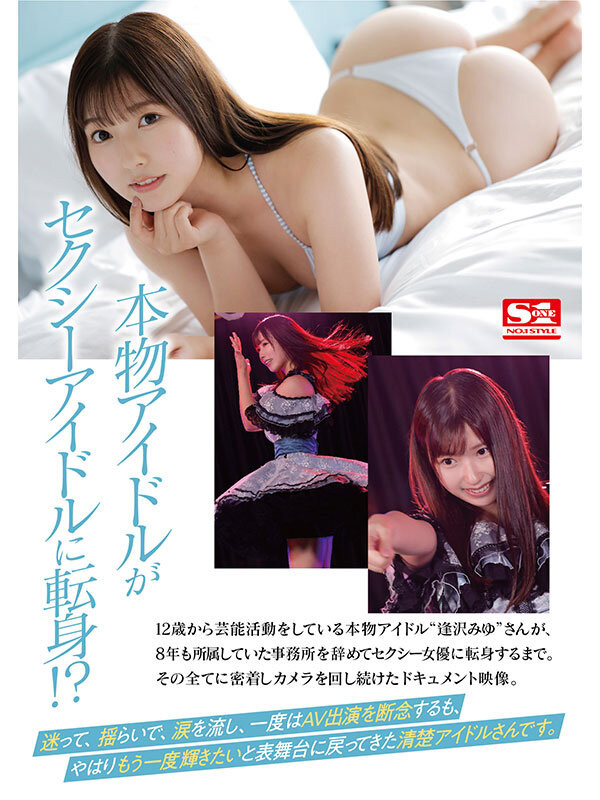 本物アイドルが
セクシーアイドルに転身!?
S1
ONE
NO.1 STYLE
12歳から芸能活動をしている本物アイドル“逢沢みゆ”さんが、
8年も所属していた事務所を辞めてセクシー女優に転身するまで。
その全てに密着しカメラを回し続けたドキュメント映像。
迷って、揺らいで、涙を流し、一度はAV出演を断念するも、
やはりもう一度輝きたいと表舞台に戻ってきた清楚アイドルさんです。